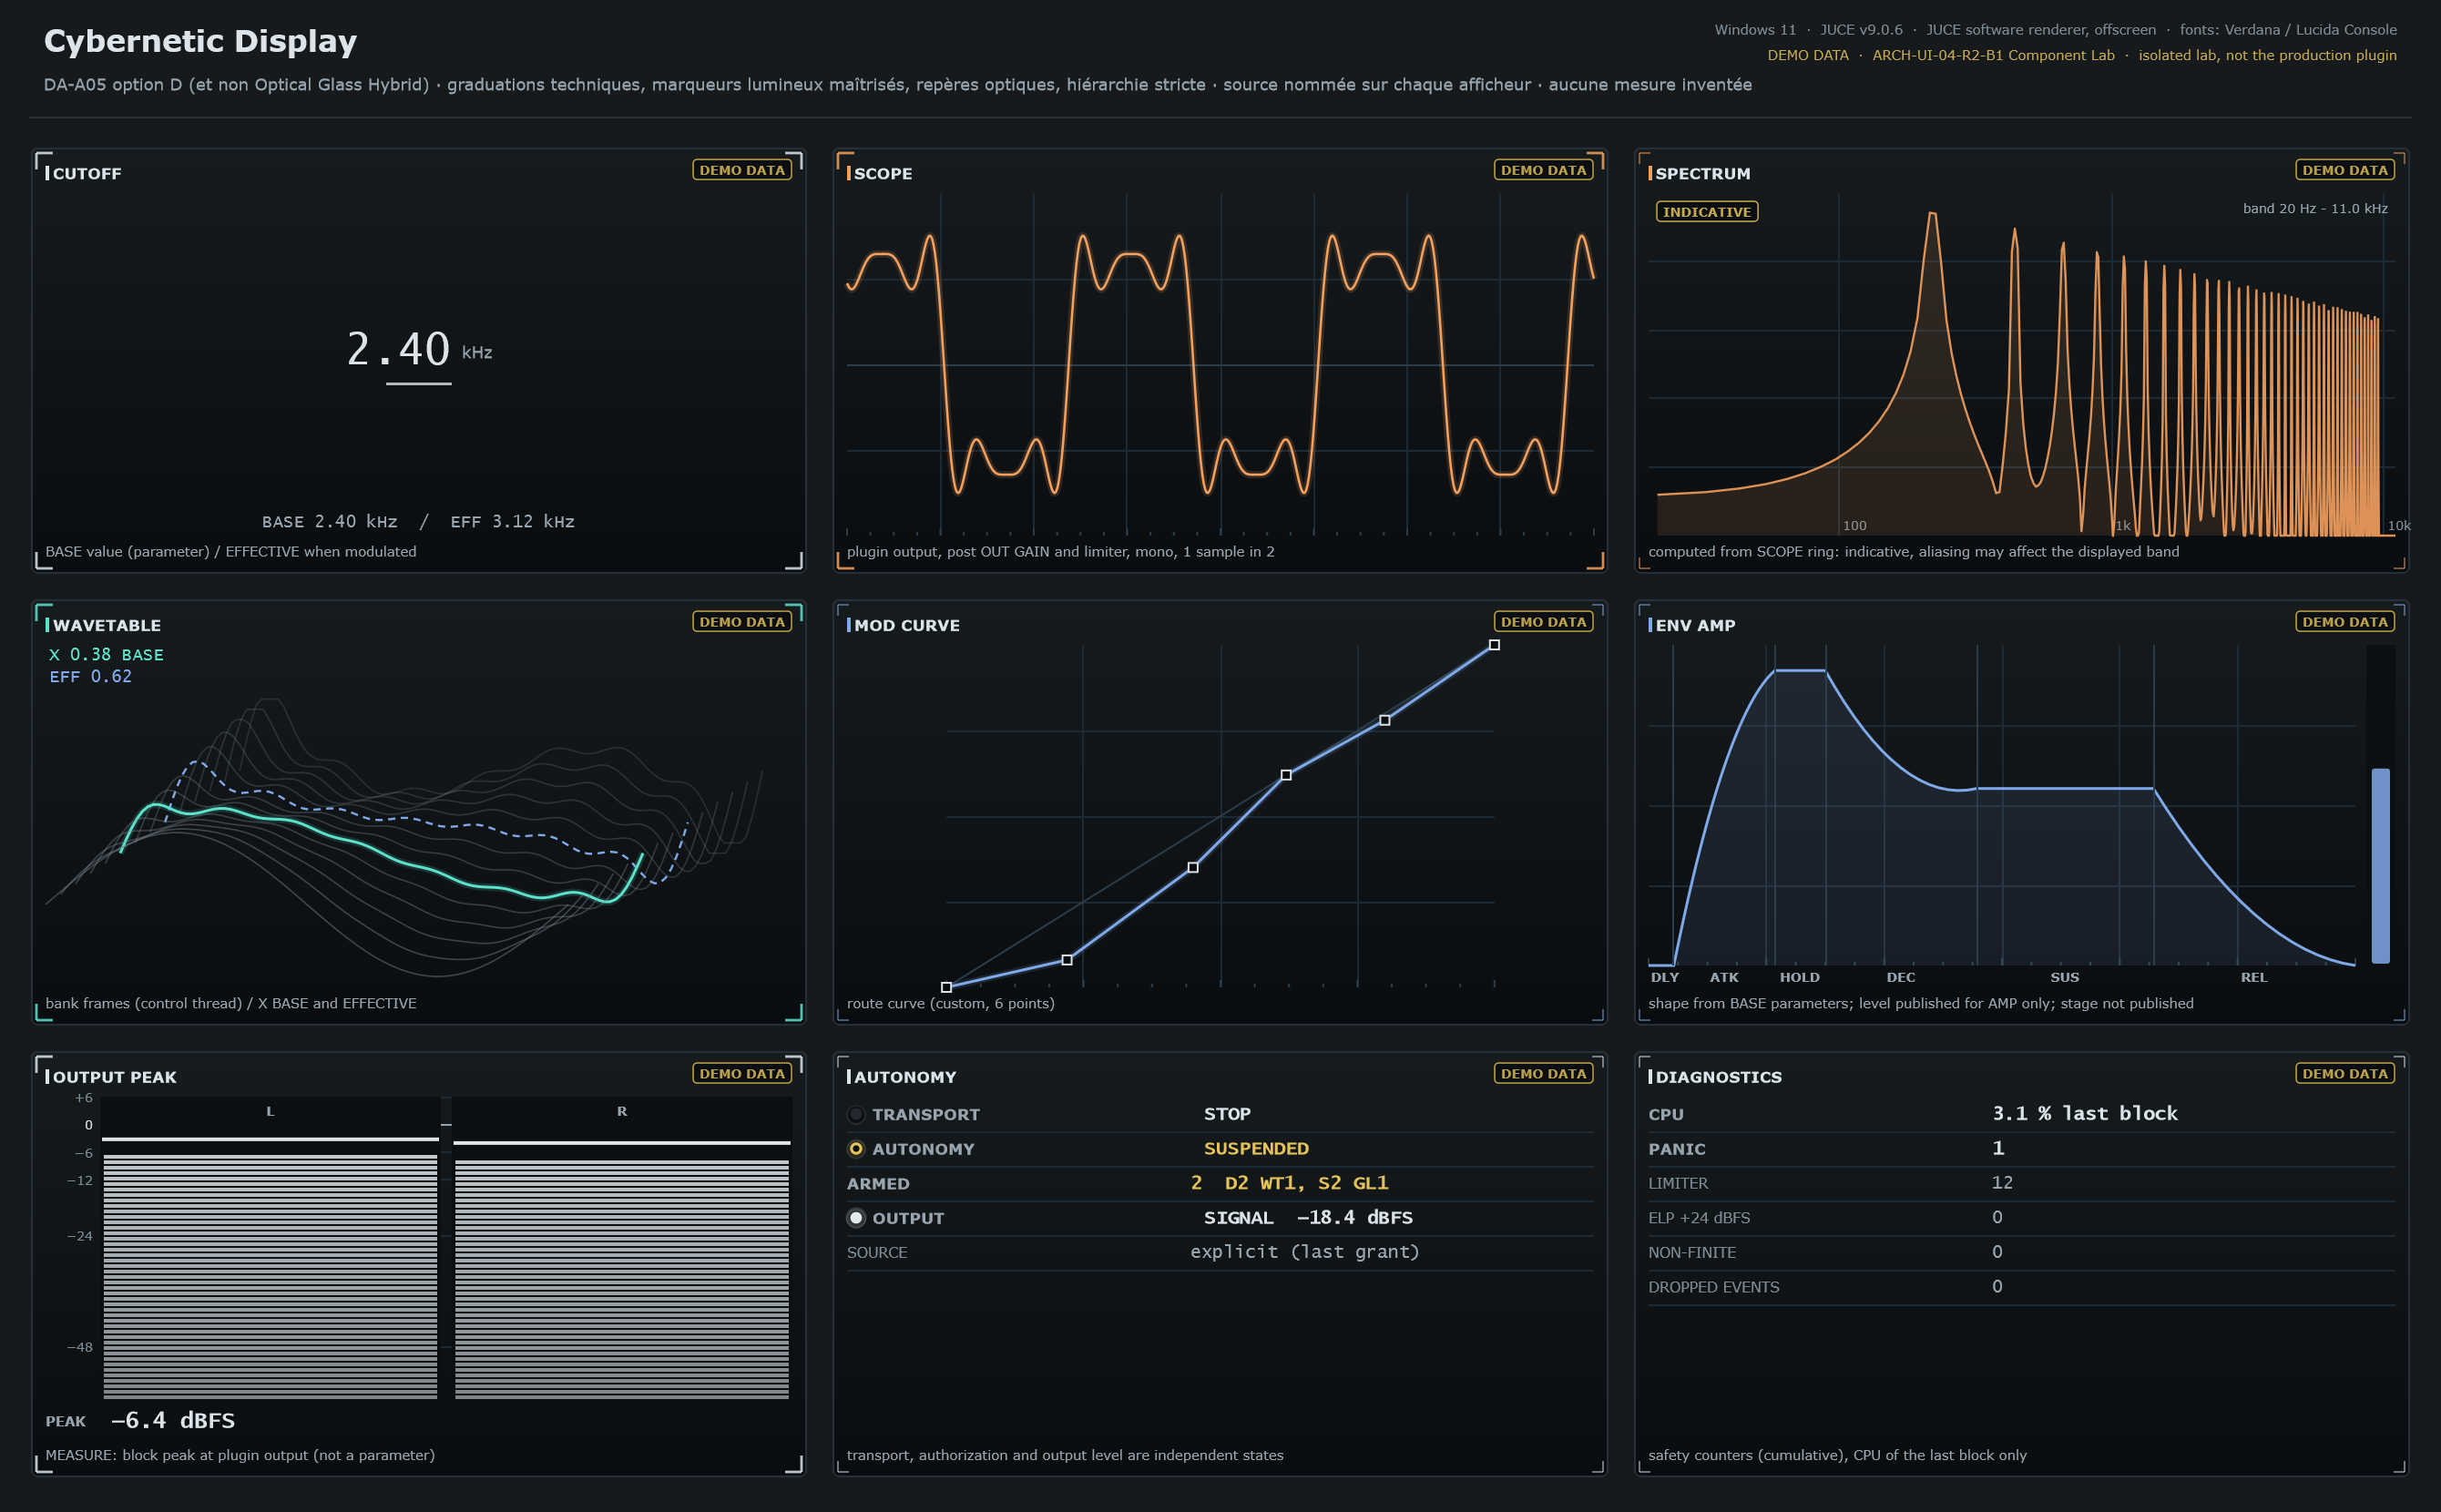 Cybernetic Display
Windows 11 · JUCE v9.0.6 · JUCE software renderer, offscreen · fonts: Verdana / Lucida Console
DEMO DATA · ARCH-UI-04-R2-B1 Component Lab · isolated lab, not the production plugin
DA-A05 option D (et non Optical Glass Hybrid) · graduations techniques, marqueurs lumineux maîtrisés, repères optiques, hiérarchie stricte · source nommée sur chaque afficheur · aucune mesure inventée
CUTOFF
DEMO DATA
2.40 kHz
BASE 2.40 kHz / EFF 3.12 kHz
BASE value (parameter) / EFFECTIVE when modulated
SCOPE
DEMO DATA
plugin output, post OUT GAIN and limiter, mono, 1 sample in 2
SPECTRUM
DEMO DATA
INDICATIVE
band 20 Hz - 11.0 kHz
100
1k
10k
computed from SCOPE ring: indicative, aliasing may affect the displayed band
WAVETABLE
DEMO DATA
X 0.38 BASE
EFF 0.62
bank frames (control thread) / X BASE and EFFECTIVE
MOD CURVE
DEMO DATA
route curve (custom, 6 points)
ENV AMP
DEMO DATA
DLY ATK HOLD DEC SUS REL
shape from BASE parameters; level published for AMP only; stage not published
OUTPUT PEAK
DEMO DATA
L
R
+6
0
−6
−12
−24
−48
PEAK −6.4 dBFS
MEASURE: block peak at plugin output (not a parameter)
AUTONOMY
DEMO DATA
TRANSPORT STOP
AUTONOMY SUSPENDED
ARMED 2 D2 WT1, S2 GL1
OUTPUT SIGNAL −18.4 dBFS
SOURCE explicit (last grant)
transport, authorization and output level are independent states
DIAGNOSTICS
DEMO DATA
CPU 3.1 % last block
PANIC 1
LIMITER 12
ELP +24 dBFS 0
NON-FINITE 0
DROPPED EVENTS 0
safety counters (cumulative), CPU of the last block only